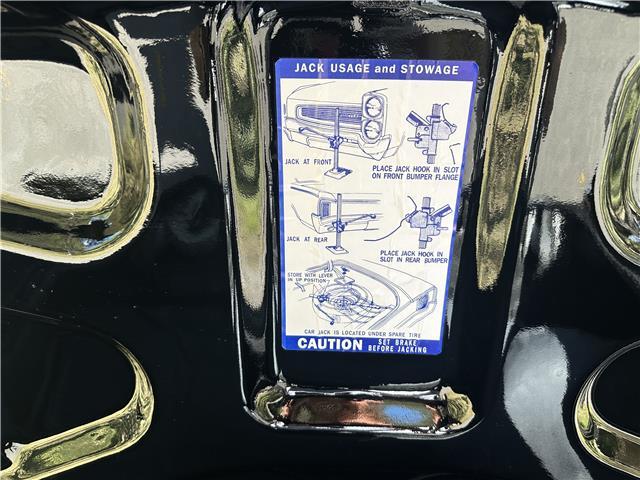 JACK USAGE and STOWAGE
JACK AT FRONT
PLACE JACK HOOK IN SLOT
ON FRONT BUMPER FLANGE
JACK AT REAR
PLACE JACK HOOK IN
SLOT IN REAR BUMPER
STORE WITH LEVER
IN UP POSITION
CAR JACK IS LOCATED UNDER SPARE TIRE
CAUTION SET BRAKE
BEFORE JACKING